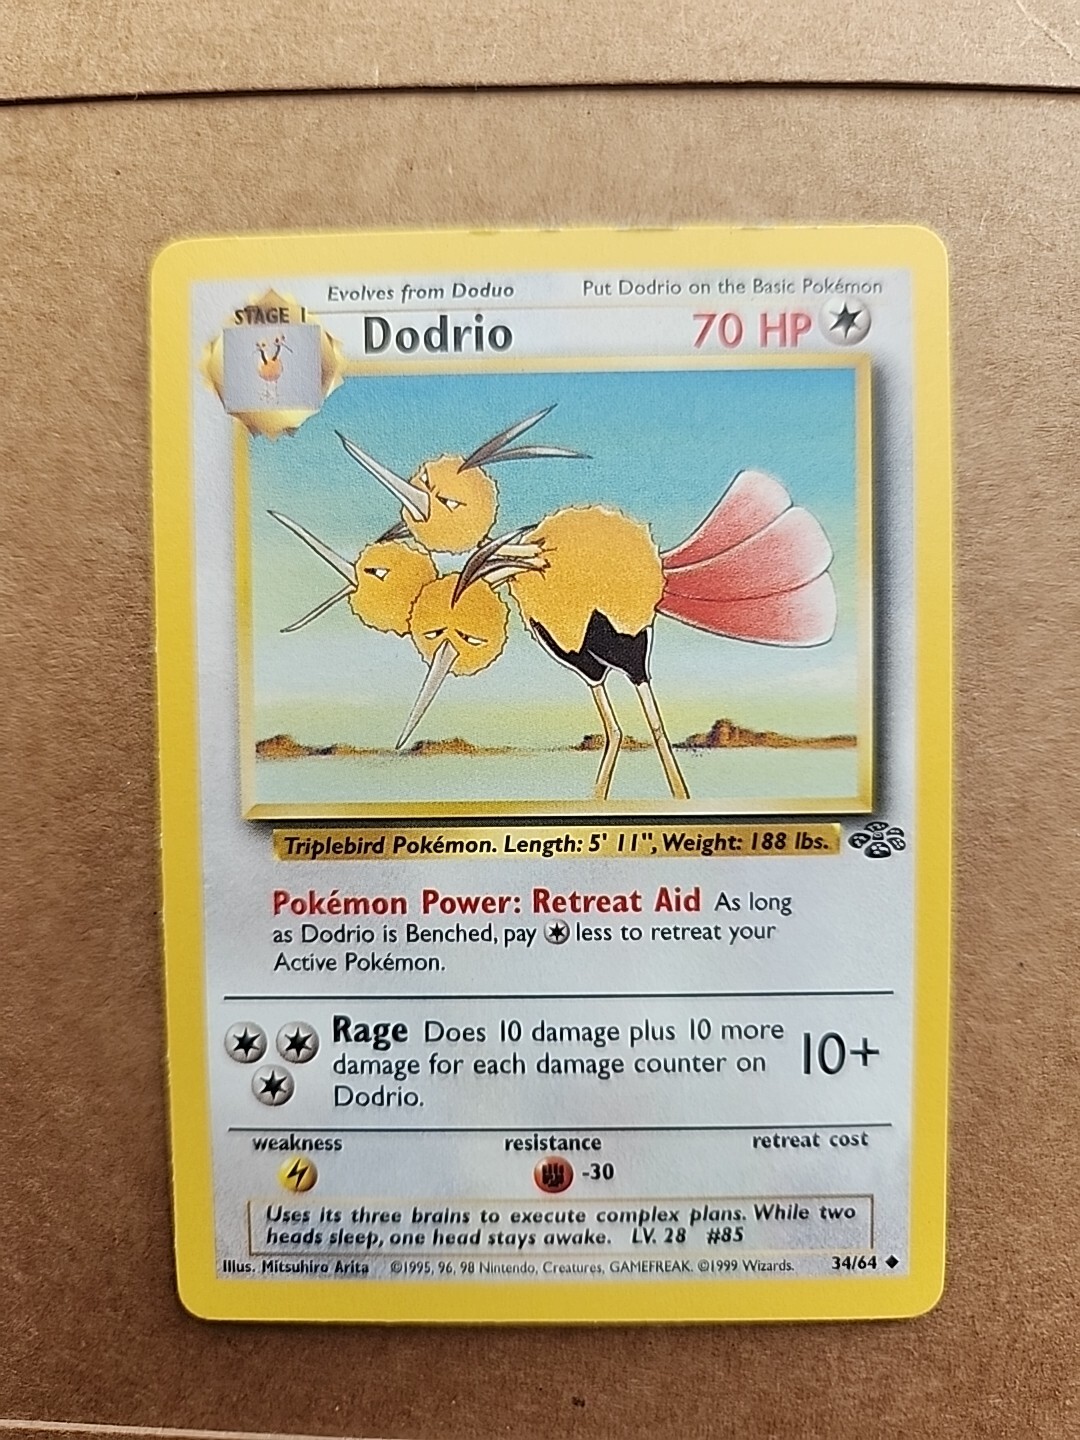 Evolves from Doduo Put Dodrio on the Basic Pokémon
STAGE 1
Dodrio 70 HP
Triplebird Pokémon. Length: 5' 11", Weight: 188 lbs.
Pokémon Power: Retreat Aid As long
as Dodrio is Benched, pay less to retreat your
Active Pokémon.
Rage Does 10 damage plus 10 more
damage for each damage counter on
Dodrio.
10+
weakness resistance retreat cost
-30
Uses its three brains to execute complex plans. While two
heads sleep, one head stays awake. LV. 28 #85
Illus. Mitsuhiro Arita ©1995, 96, 98 Nintendo, Creatures, GAMEFREAK. ©1999 Wizards. 34/64